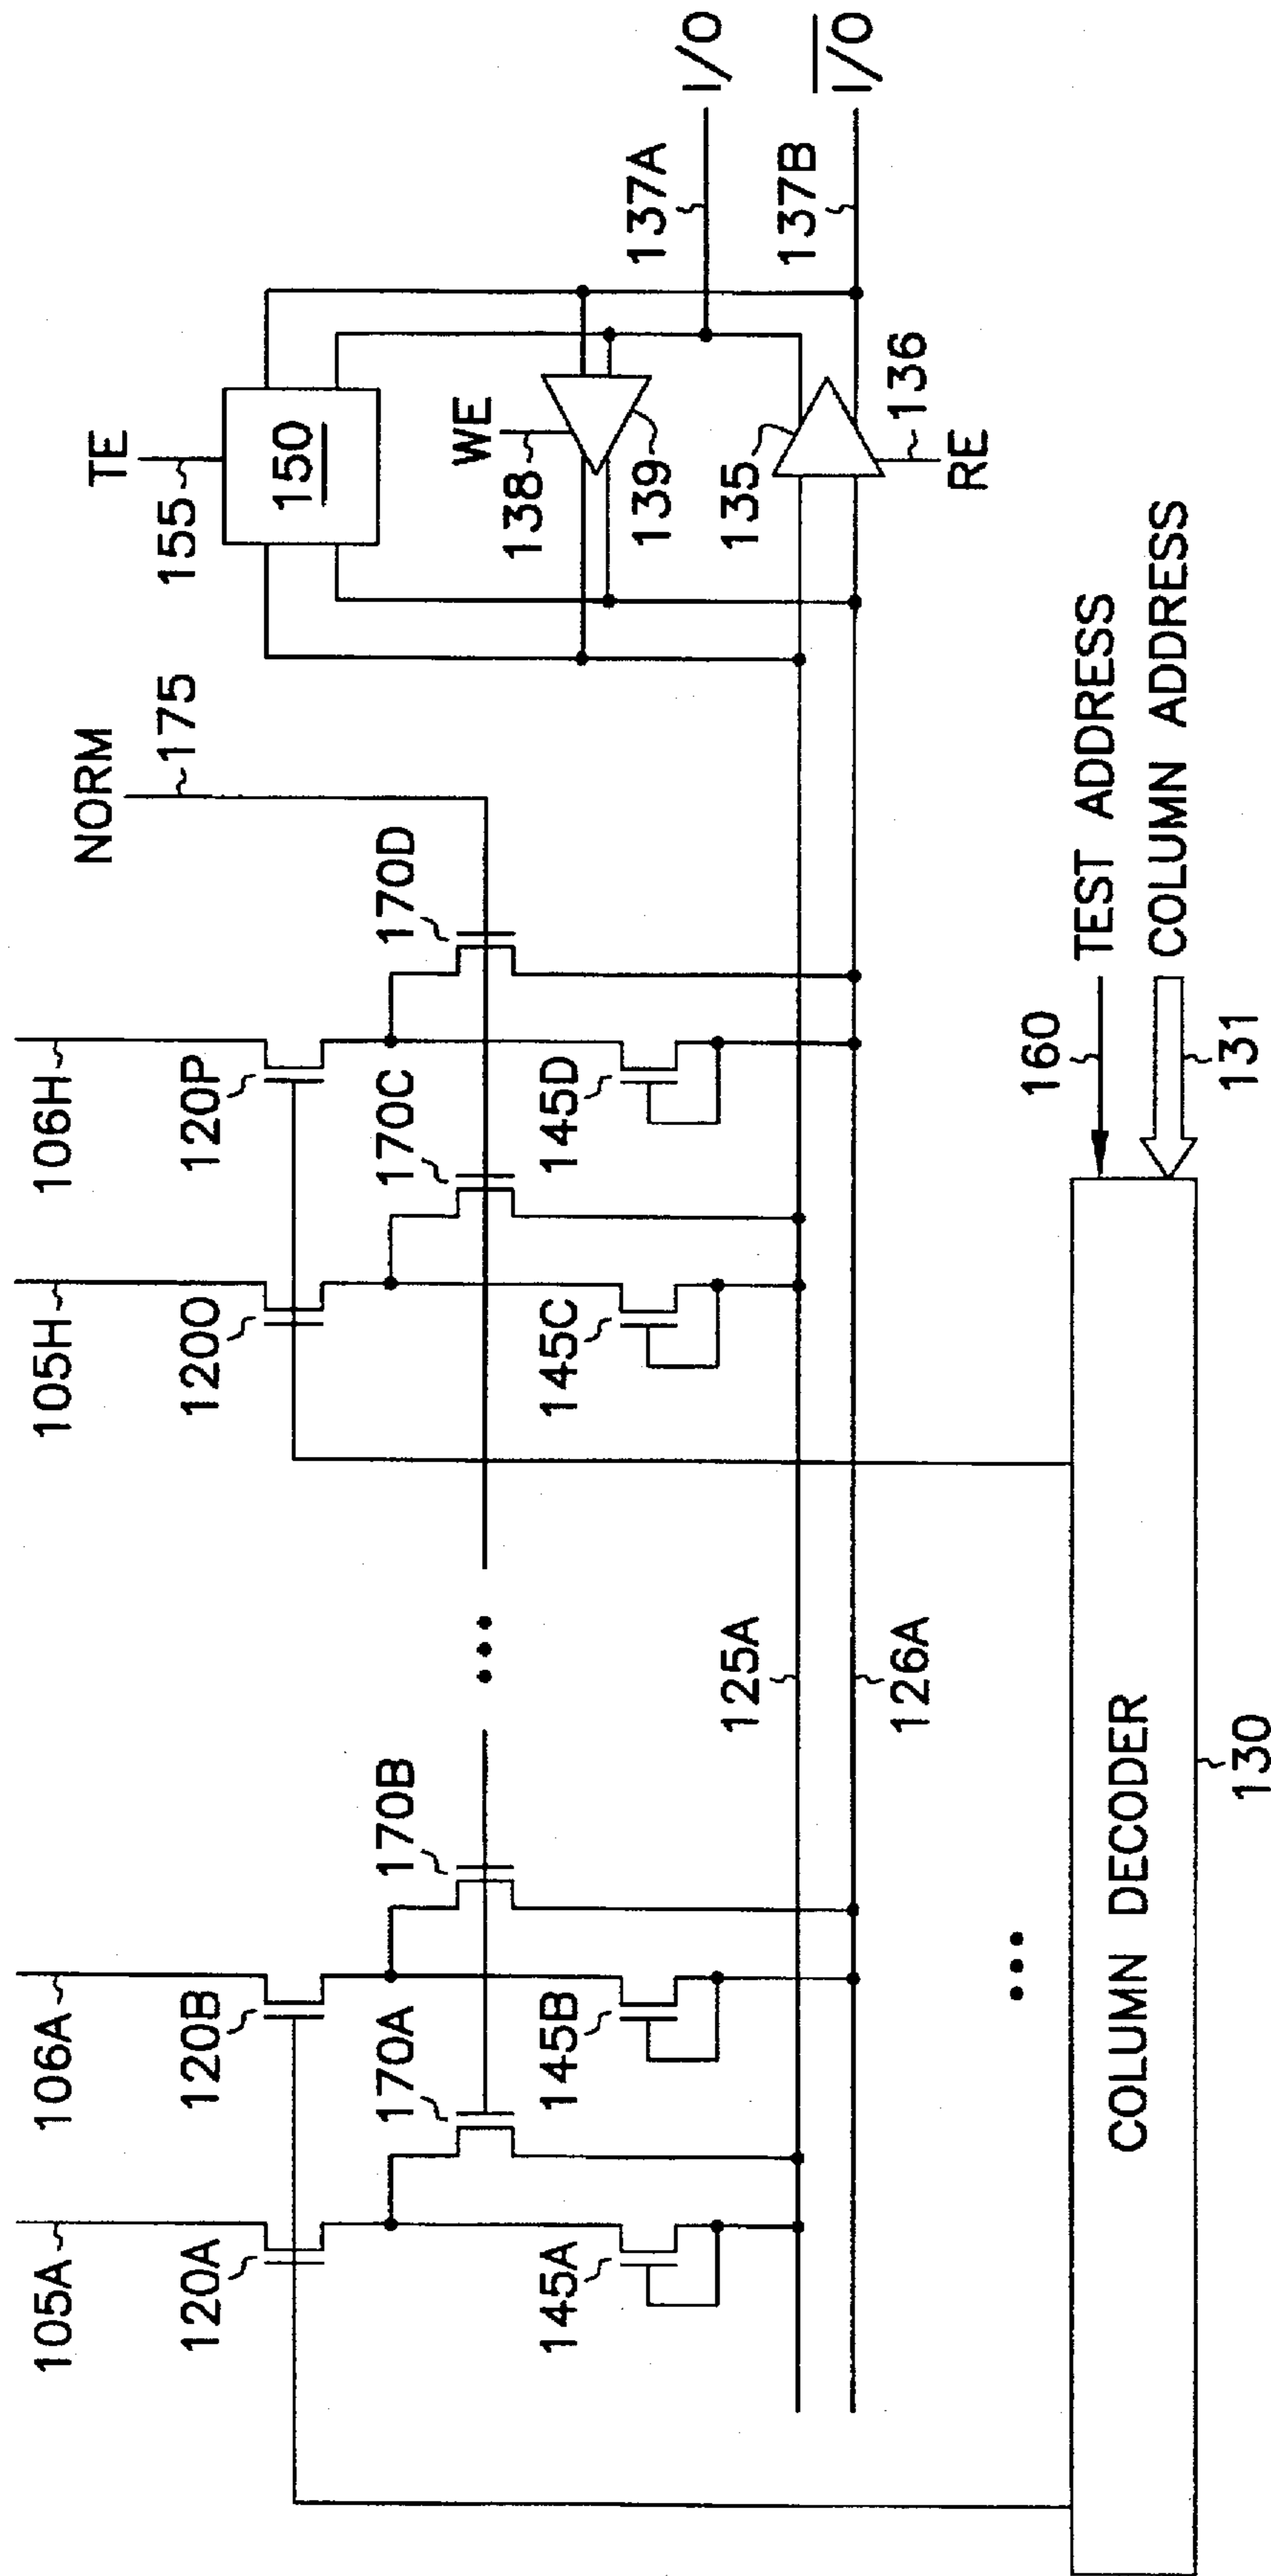 105A
106A
105H
106H
120A
120B
120O
120P
NORM
175
TE
155
150
170A
170B
170C
170D
WE
138
139
145A
145B
145C
145D
135
136
RE
137A
I/O
137B
I/O
125A
126A
160
TEST ADDRESS
COLUMN ADDRESS
131
COLUMN DECODER
130